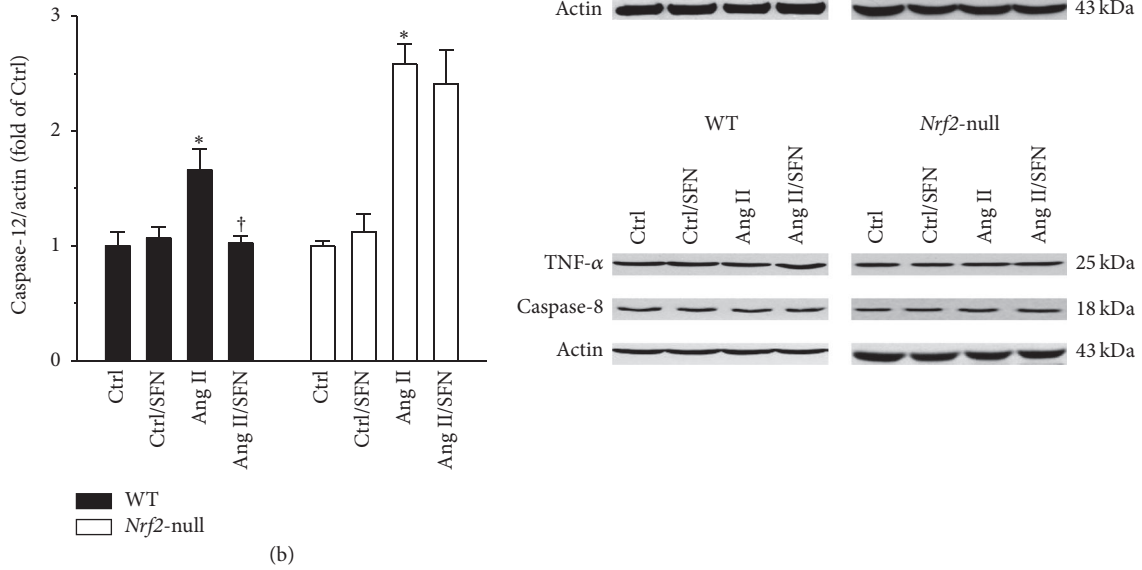 3
2
1
0
Caspase-12/actin (fold of Ctrl)
*
†
*
Ctrl
Ctrl/SFN
Ang II
Ang II/SFN
Ctrl
Ctrl/SFN
Ang II
Ang II/SFN
WT
Nrf2-null
(b)
Actin 43 kDa
WT Nrf2-null
Ctrl
Ctrl/SFN
Ang II
Ang II/SFN
Ctrl
Ctrl/SFN
Ang II
Ang II/SFN
TNF-α 25 kDa
Caspase-8 18 kDa
Actin 43 kDa